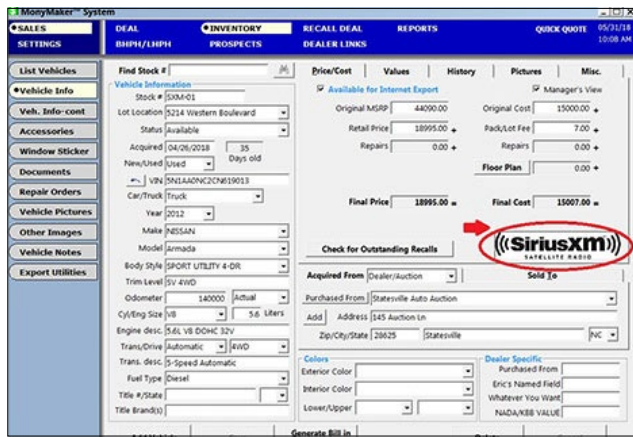 MonyMaker™ System
SALES DEAL INVENTORY RECALL DEAL REPORTS QUICK QUOTE 05/31/18
SETTINGS BHPH/LHPH PROSPECTS DEALER LINKS 10:08 AM
List Vehicles
Vehicle Info
Veh. Info-cont
Accessories
Window Sticker
Documents
Repair Orders
Vehicle Pictures
Other Images
Vehicle Notes
Export Utilities
Find Stock #
Vehicle Information
Stock # SXM-01
Lot Location 5214 Western Boulevard
Status Available
Acquired 04/26/2018 35
Days old
New/Used Used
VIN 5N1AA0NC2CN619013
Car/Truck Truck
Year 2012
Make NISSAN
Model Armada
Body Style SPORT UTILITY 4-DR
Trim Level SV 4WD
Odometer 140000 Actual
Cyl/Eng Size V8 5.6 Liters
Engine desc. 5.6L V8 DOHC 32V
Trans/Drive Automatic 4WD
Trans. desc. 5-Speed Automatic
Fuel Type Diesel
Title #/State
Title Brand(s)
Price/Cost Values History Pictures Misc.
Available for Internet Export Manager's View
Original MSRP 44090.00 Original Cost 15000.00 +
Retail Price 18995.00 + Pack/Lot Fee 7.00 +
Repairs 0.00 + Repairs 0.00 +
Floor Plan 0.00 +
Final Price 18995.00 = Final Cost 15007.00 =
Check for Outstanding Recalls
((SiriusXM))
SATELLITE RADIO
Acquired From Dealer/Auction Sold To
Purchased From Statesville Auto Auction
Add Address 145 Auction Ln
Zip/City/State 28625 Statesville NC
Colors
Exterior Color
Interior Color
Lower/Upper
Dealer Specific
Purchased From
Eric's Named Field
Whatever You Want
NADA/KBB VALUE
Generate Bill in